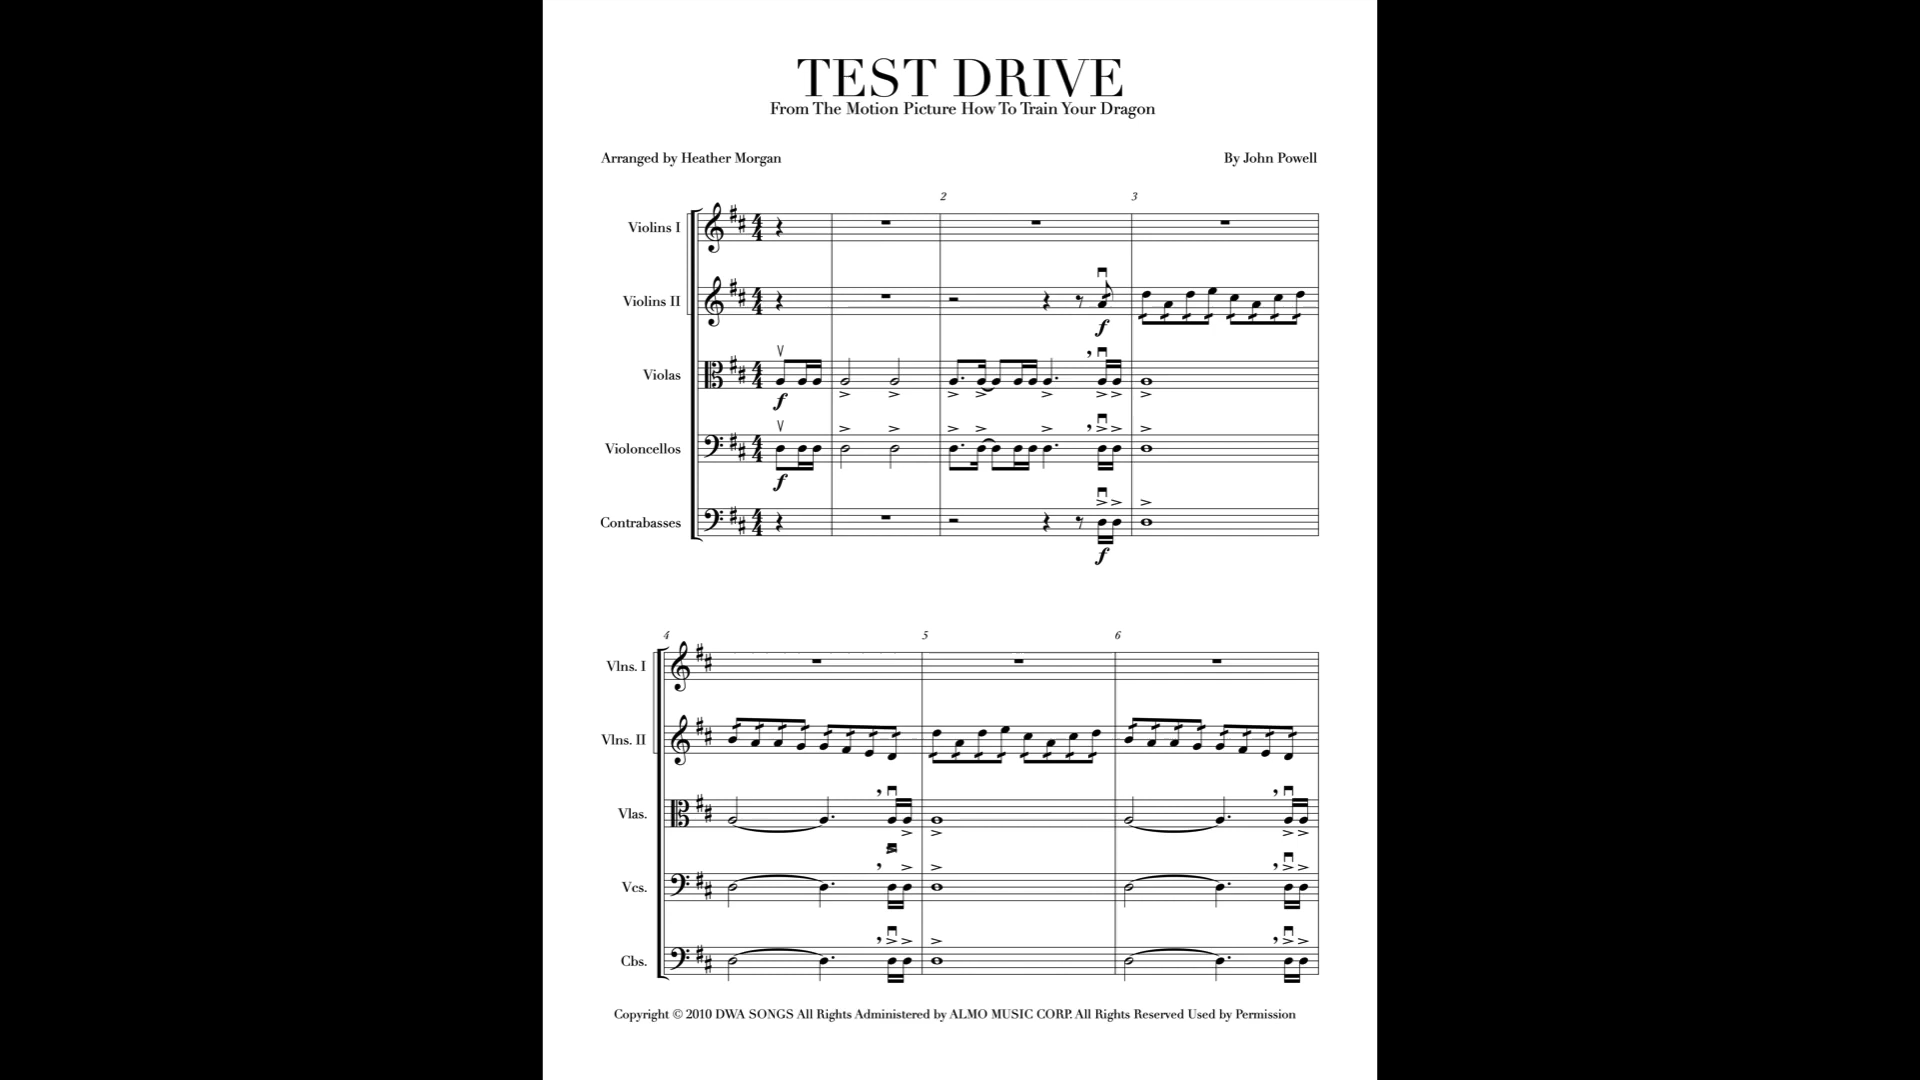 TEST DRIVE
From The Motion Picture How To Train Your Dragon
Arranged by Heather Morgan
By John Powell
2
3
Violins I
Violins II
f
Violas
f
Violoncellos
f
Contrabasses
f
4
5
6
Vlns. I
Vlns. II
Vlas.
Vcs.
Cbs.
Copyright © 2010 DWA SONGS All Rights Administered by ALMO MUSIC CORP. All Rights Reserved Used by Permission